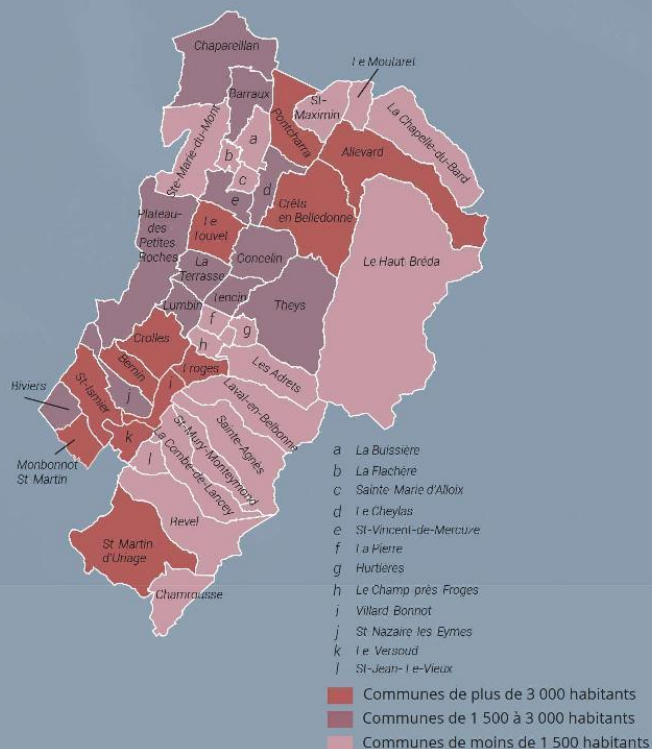 Chapareillan
Le Moutaret
Barraux
Pontcharra
St-
Maximin
La Chapelle-du-Bard
Ste-Marie-du-Mont
a
Allevard
b
c
d
e
Crêts
en Belledonne
Plateau-
des
Petites
Roches
Le
Touvet
Goncelin
Le Haut Bréda
La
Terrasse
Tencin
Theys
Lumbin
f
g
Crolles
h
Bernin
Froges
Les Adrets
i
St-Ismier
Laval-en-Belbonne
Biviers
j
Sainte-Agnès
St-Mury-Monteymond
k
La Combe-de-Lancey
l
Monbonnot
St Martin
Revel
St Martin
d'Uriage
Chamrousse
a La Buissière
b La Flachère
c Sainte Marie d'Alloix
d Le Cheylas
e St-Vincent-de-Mercuze
f La Pierre
g Hurtières
h Le Champ près Froges
i Villard Bonnot
j St Nazaire les Eymes
k Le Versoud
l St-Jean- Le-Vieux
Communes de plus de 3 000 habitants
Communes de 1 500 à 3 000 habitants
Communes de moins de 1 500 habitants